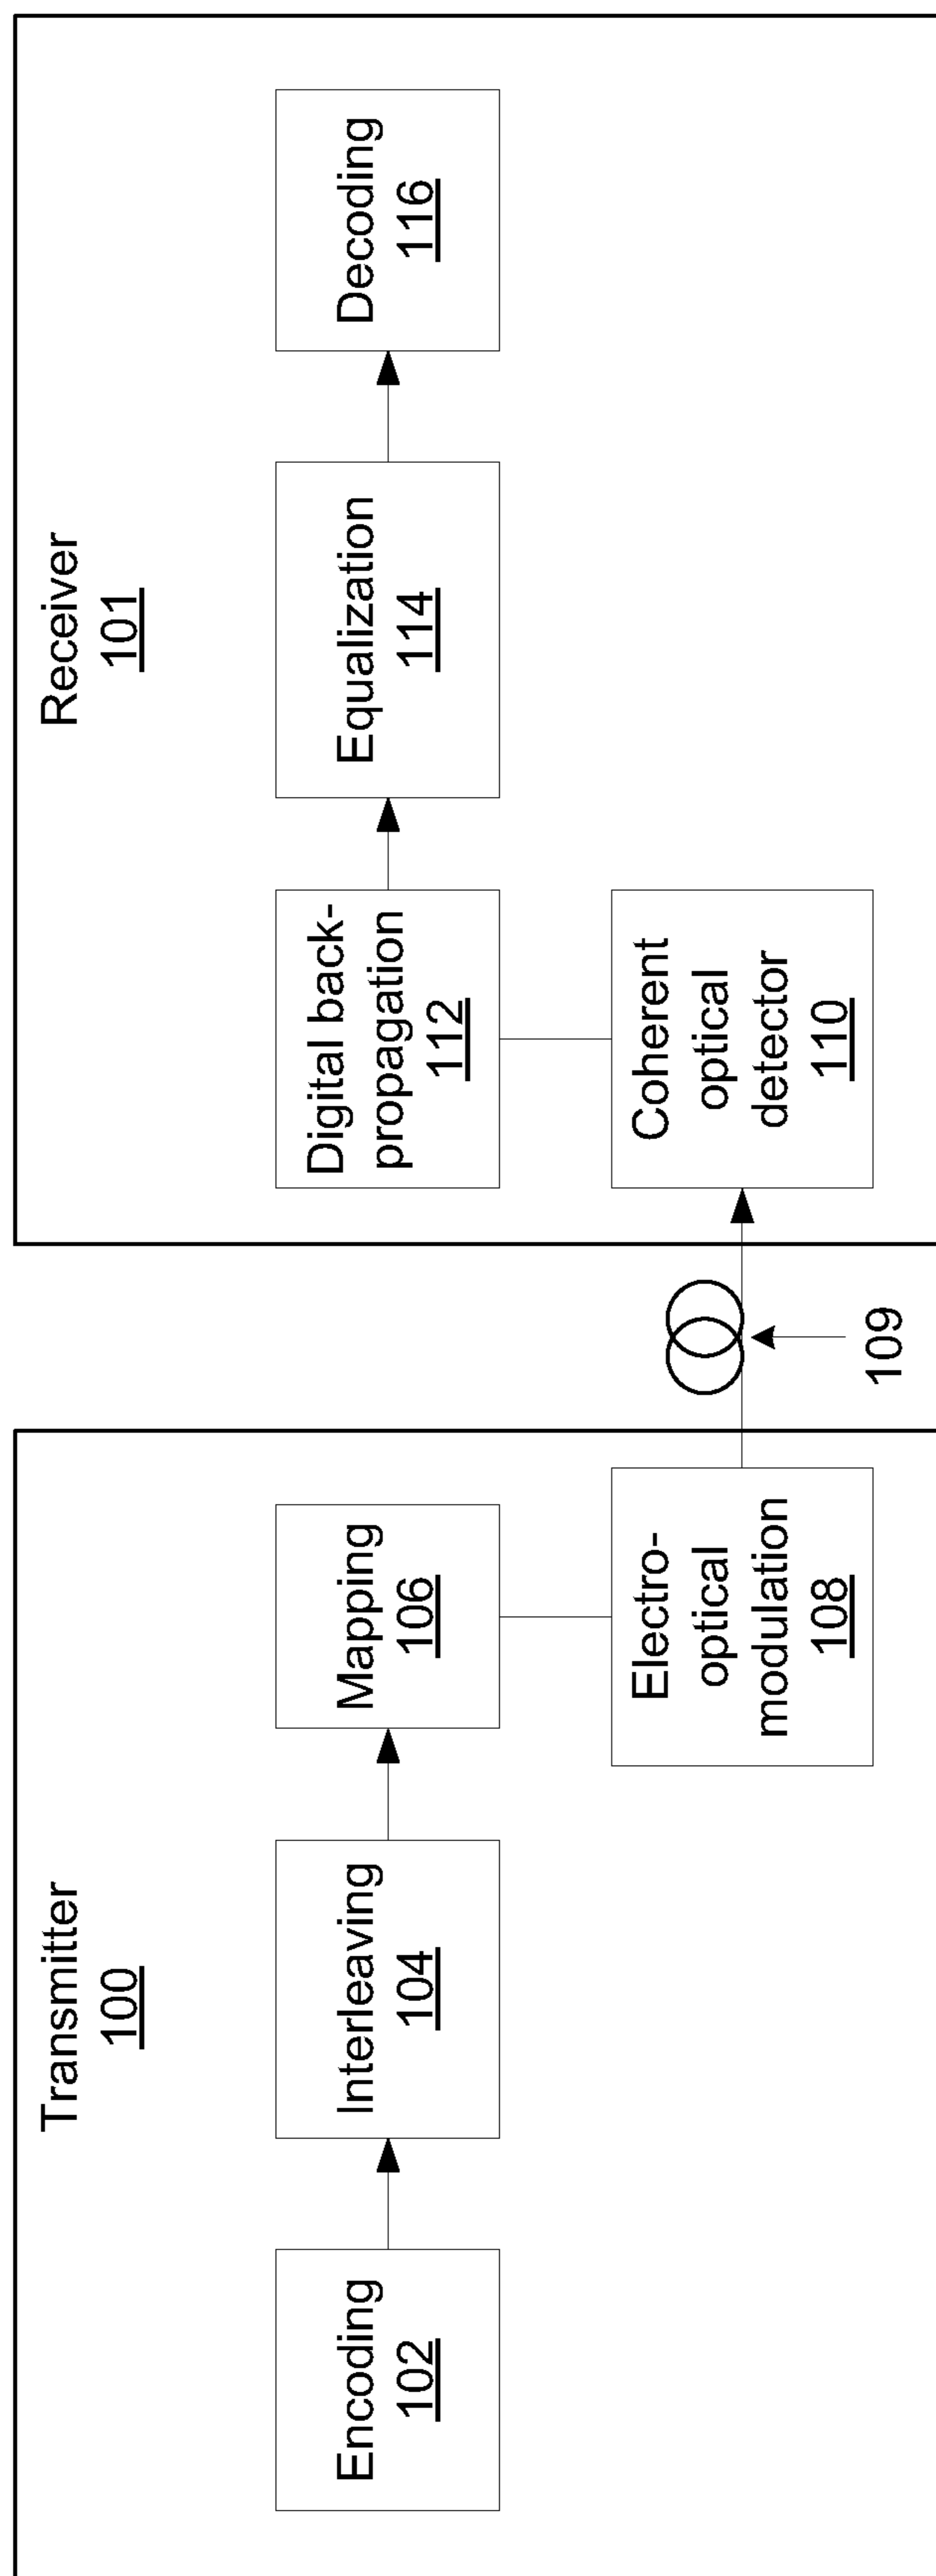 Transmitter
100
Encoding
102
Interleaving
104
Mapping
106
Electro-
optical
modulation
108
109
Receiver
101
Digital back-
propagation
112
Coherent
optical
detector
110
Equalization
114
Decoding
116